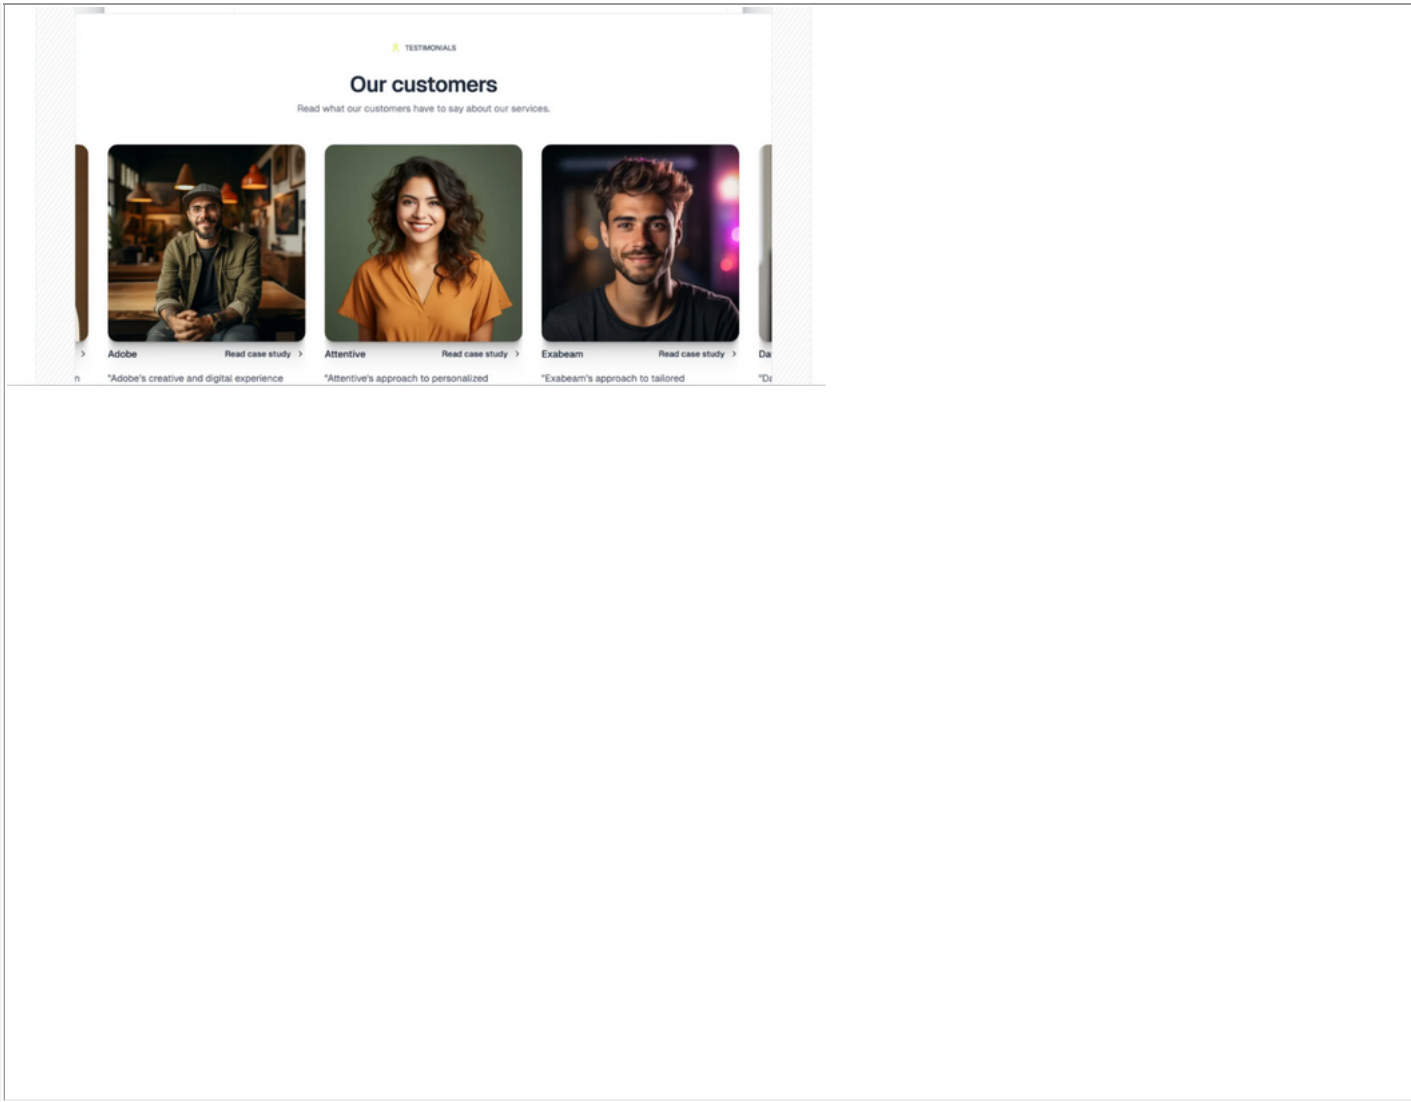 TESTIMONIALS
Our customers
Read what our customers have to say about our services.
Adobe Read case study >
Attentive Read case study >
Exabeam Read case study >
Da
n
"Adobe's creative and digital experience
"Attentive's approach to personalized
"Exabeam's approach to tailored
"Da